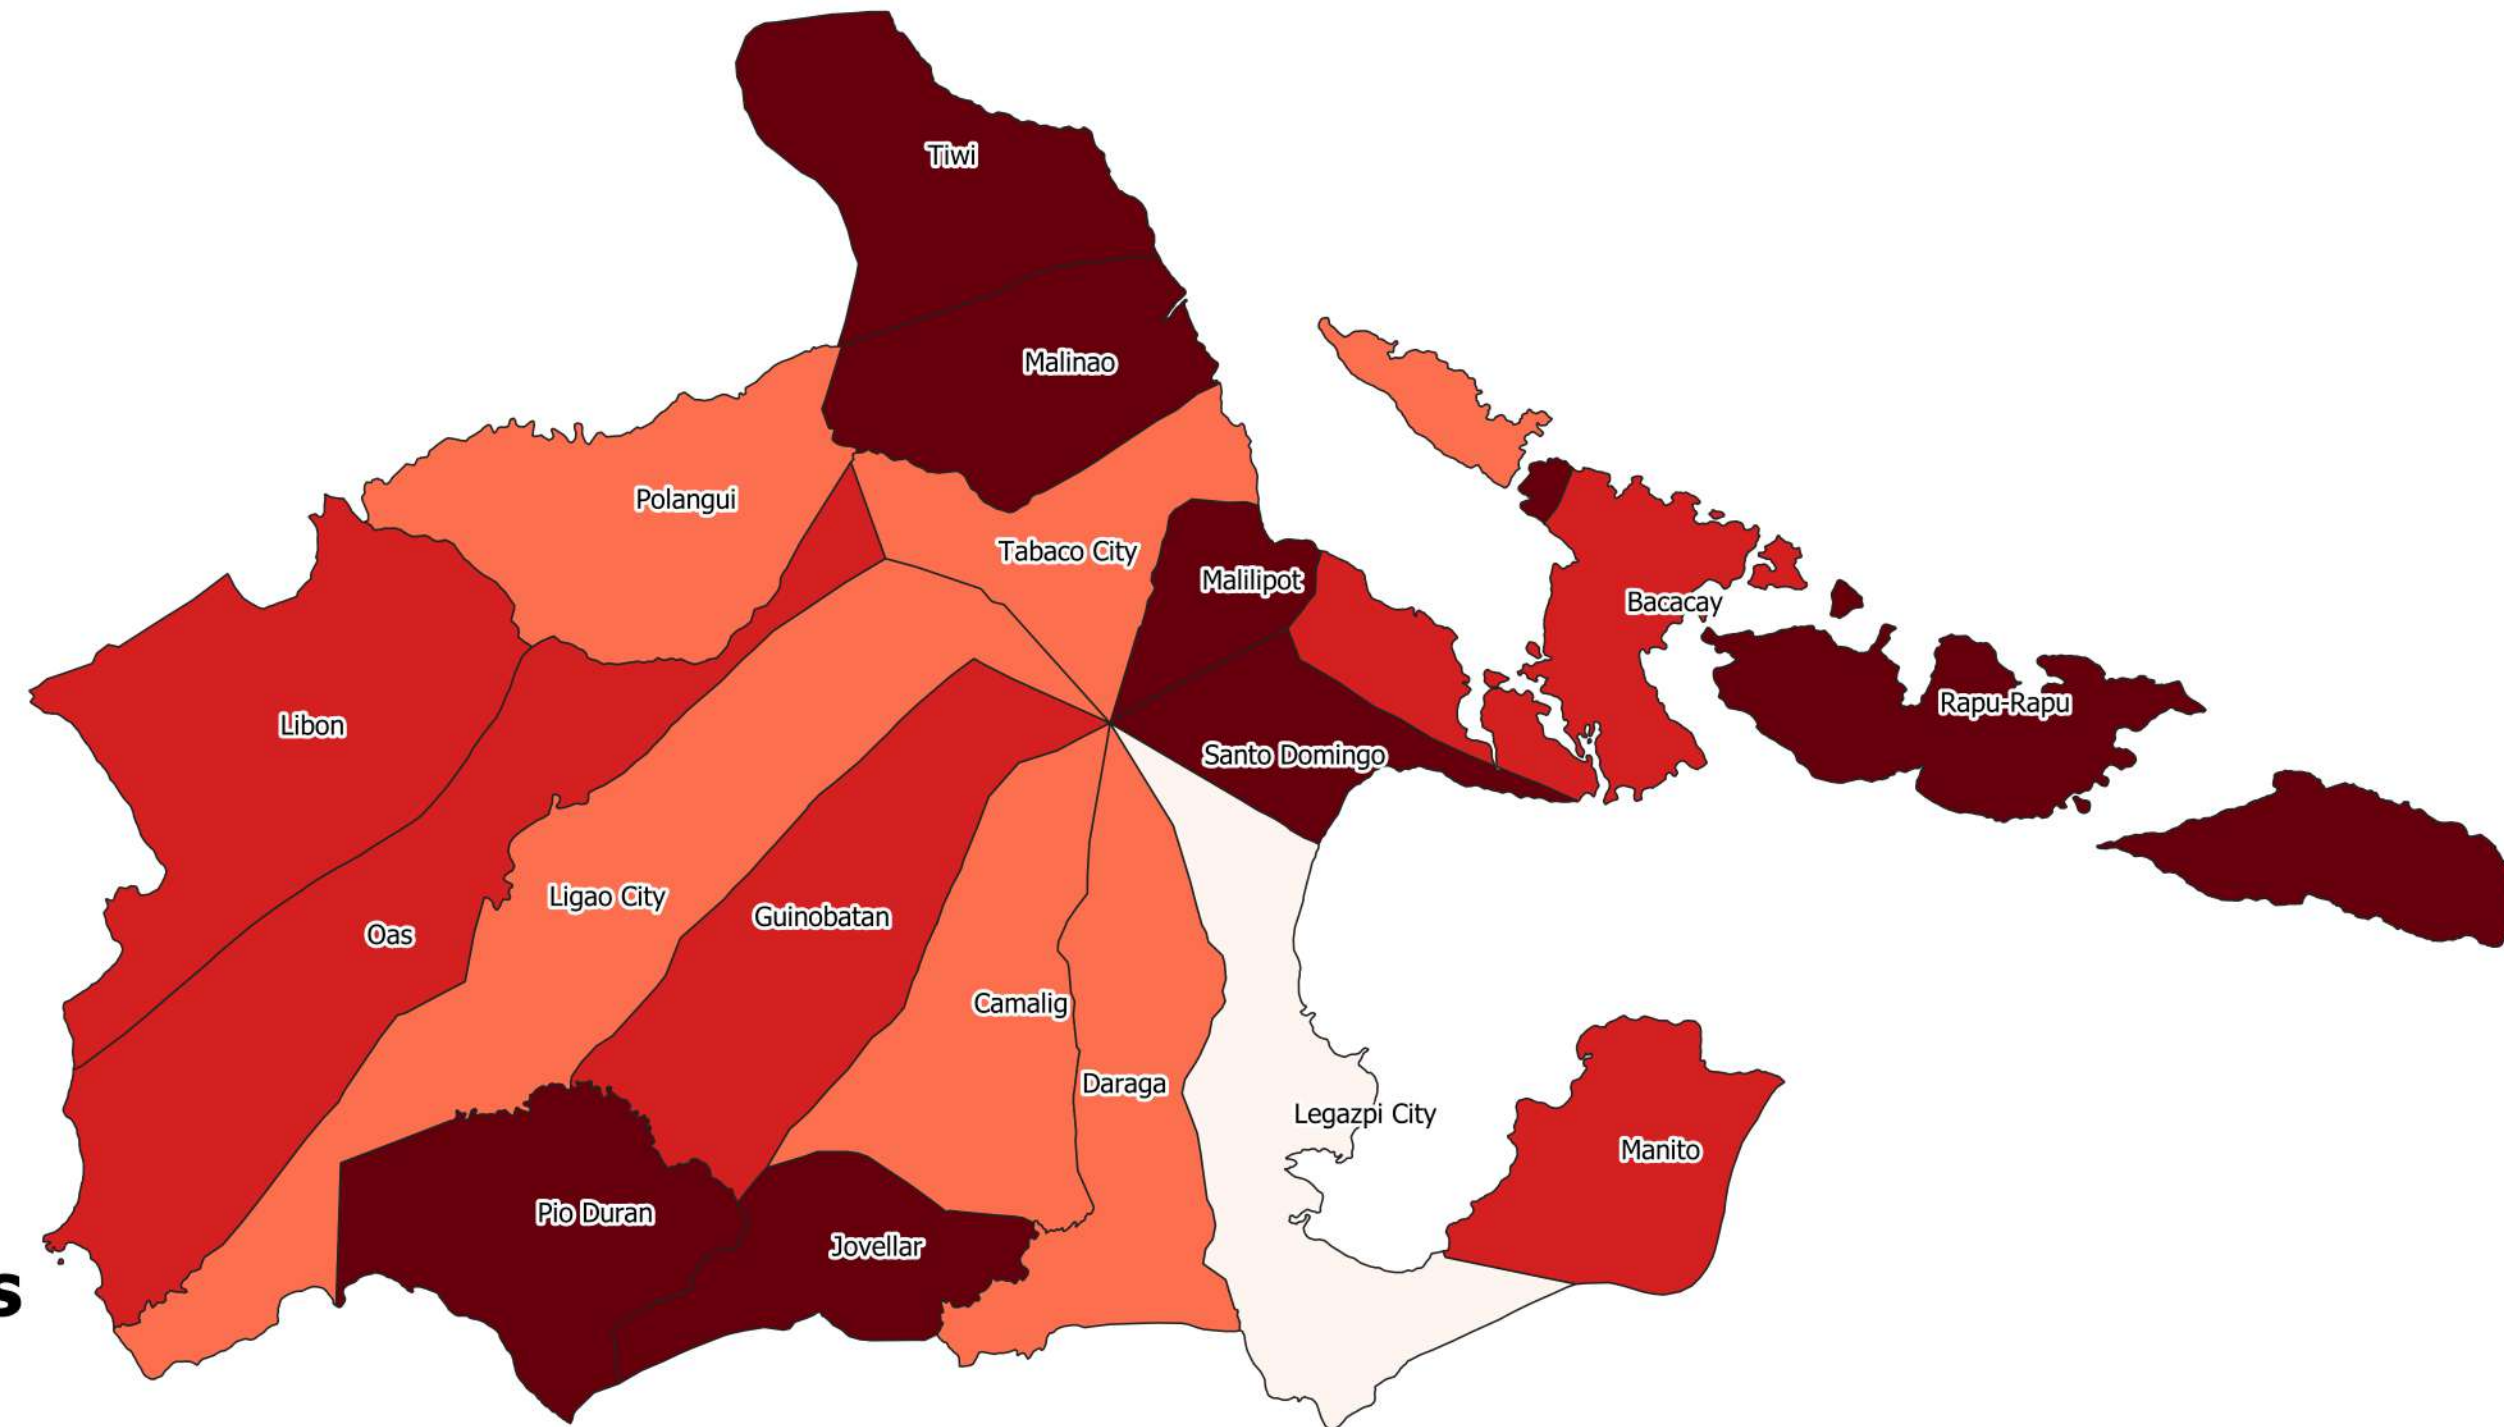 Tiwi
Malinao
Polangui
Tabaco City
Malilipot
Bacacay
Rapu-Rapu
Libon
Santo Domingo
Ligao City
Guinobatan
Oas
Camalig
Daraga
Legazpi City
Manito
Pio Duran
Jovellar
s